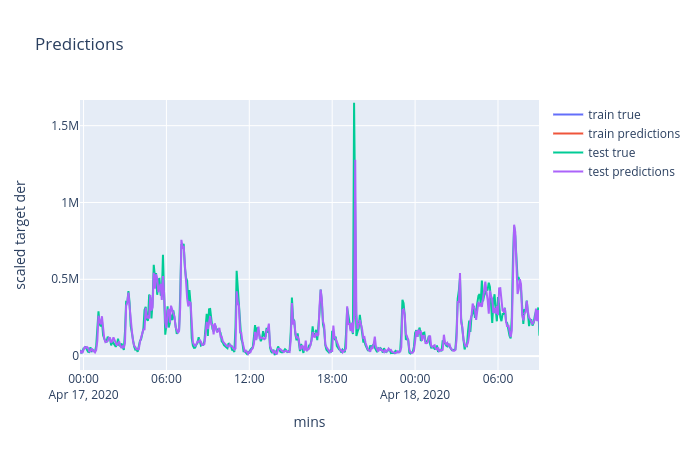 Predictions
1.5M
1M
0.5M
0
scaled target der
00:00
Apr 17, 2020
06:00
12:00
18:00
00:00
Apr 18, 2020
06:00
mins
train true
train predictions
test true
test predictions